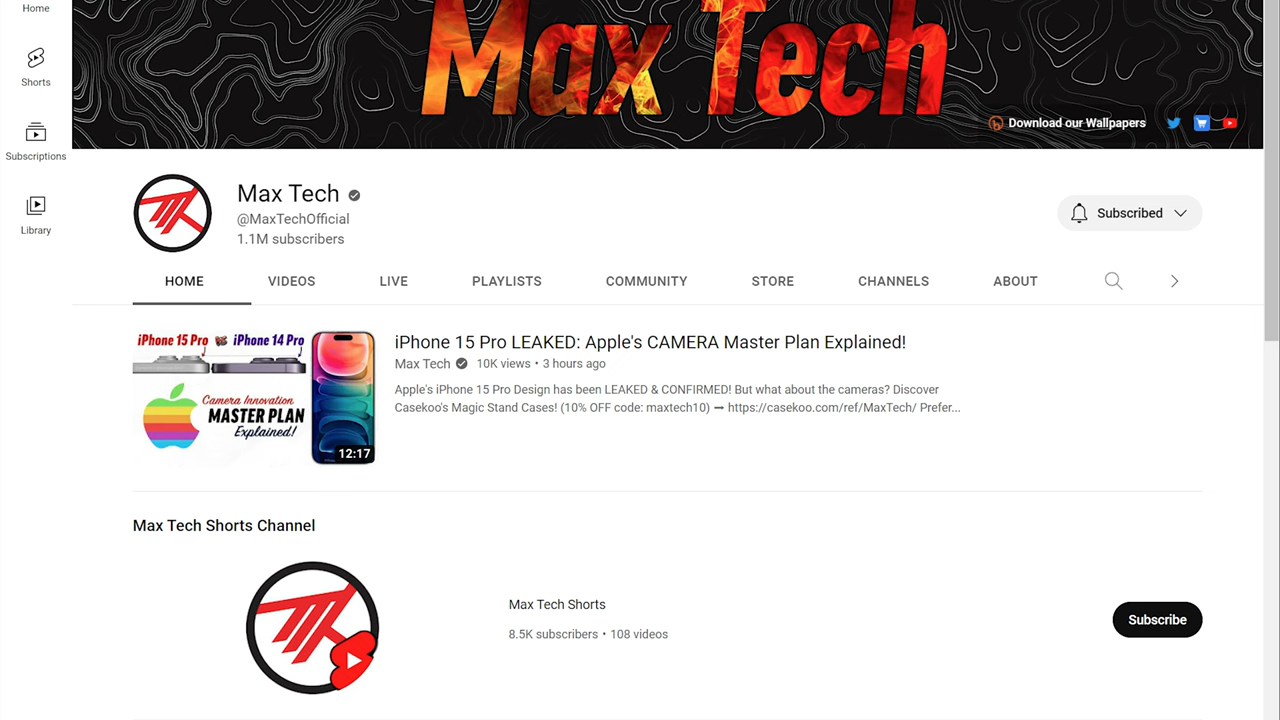 Home
Shorts
Subscriptions
Library
Max Tech
Download our Wallpapers
Max Tech
@MaxTechOfficial
1.1M subscribers
Subscribed
HOME VIDEOS LIVE PLAYLISTS COMMUNITY STORE CHANNELS ABOUT
iPhone 15 Pro iPhone 14 Pro
Camera Innovation
MASTER PLAN
Explained!
12:17
iPhone 15 Pro LEAKED: Apple's CAMERA Master Plan Explained!
Max Tech 10K views • 3 hours ago
Apple's iPhone 15 Pro Design has been LEAKED & CONFIRMED! But what about the cameras? Discover
Casekoo's Magic Stand Cases! (10% OFF code: maxtech10) ➞ https://casekoo.com/ref/MaxTech/ Prefer...
Max Tech Shorts Channel
Max Tech Shorts
8.5K subscribers • 108 videos
Subscribe